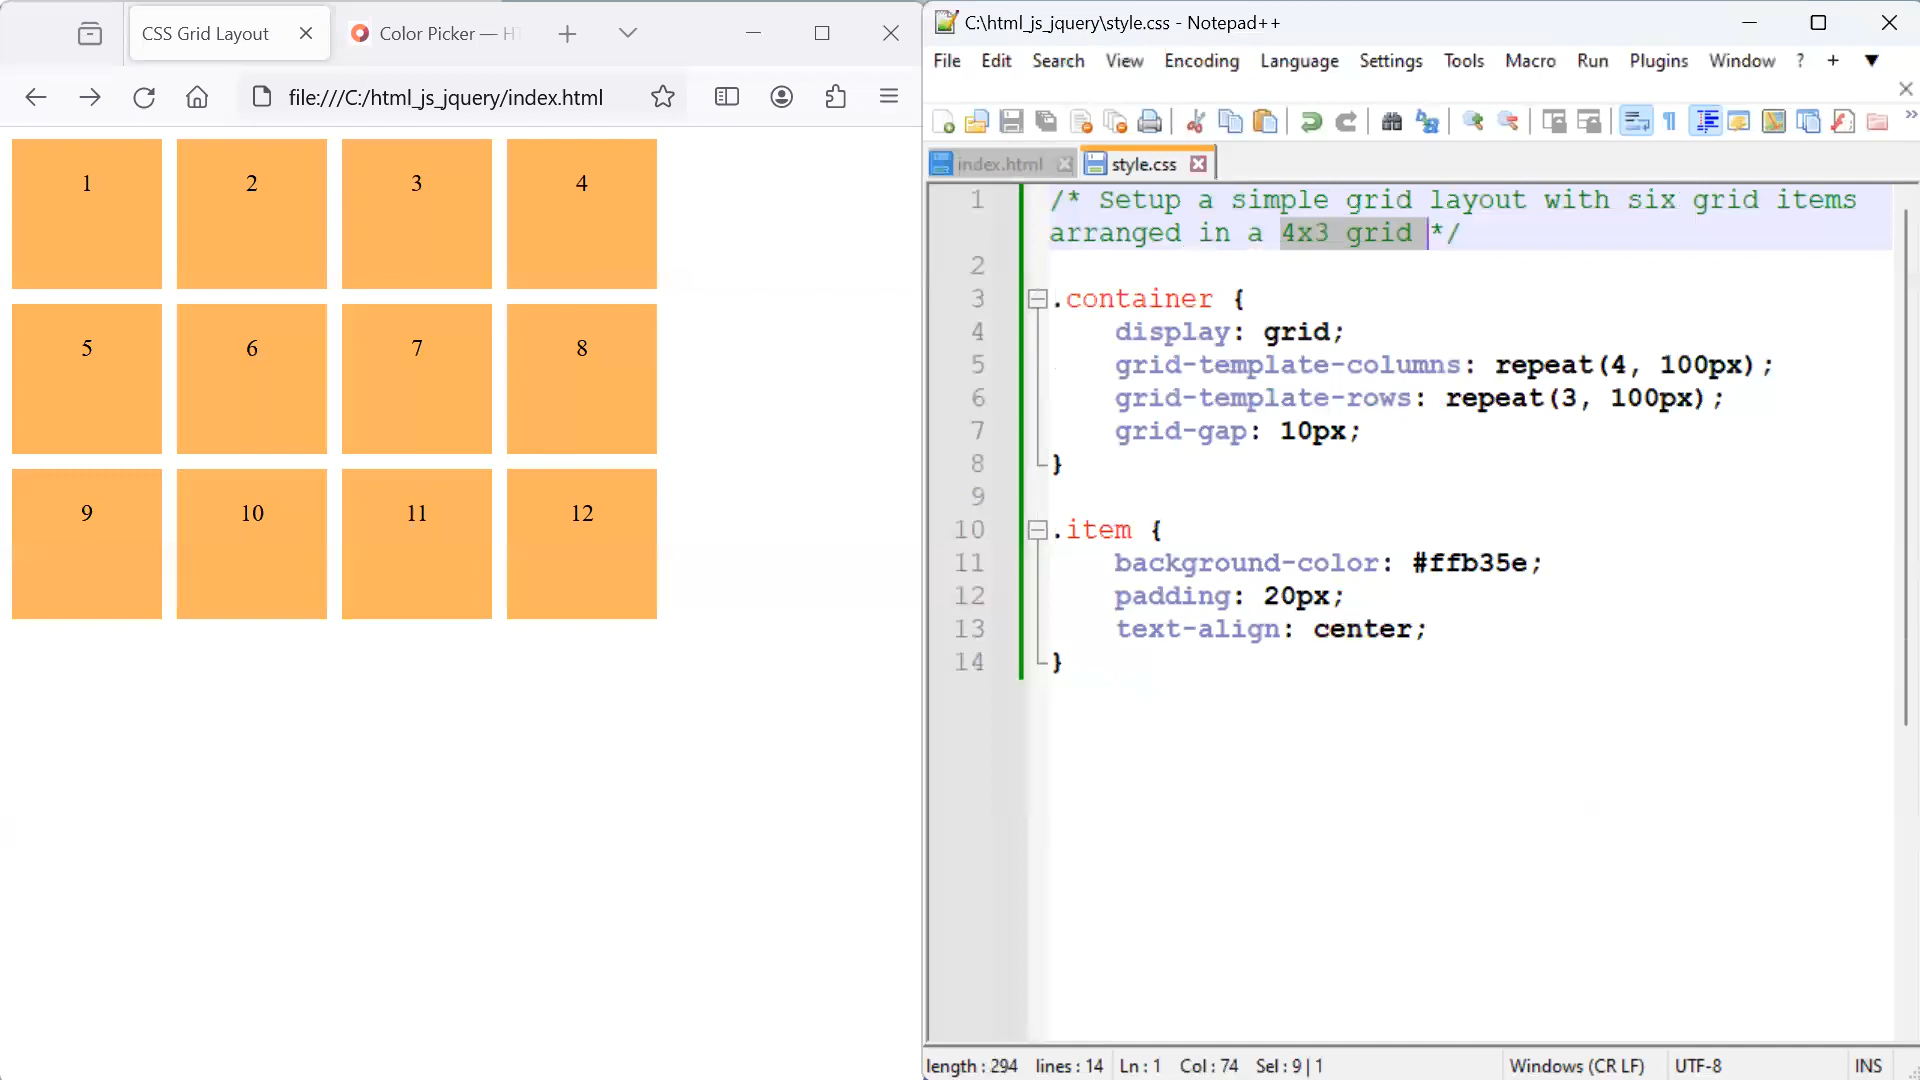 CSS Grid Layout
Color Picker — HT
file:///C:/html_js_jquery/index.html
1 2 3 4
5 6 7 8
9 10 11 12
C:\html_js_jquery\style.css - Notepad++
File Edit Search View Encoding Language Settings Tools Macro Run Plugins Window ? + ▼
index.html style.css
1 /* Setup a simple grid layout with six grid items
arranged in a 4x3 grid */
2
3 .container {
4 display: grid;
5 grid-template-columns: repeat(4, 100px);
6 grid-template-rows: repeat(3, 100px);
7 grid-gap: 10px;
8 }
9
10 .item {
11 background-color: #ffb35e;
12 padding: 20px;
13 text-align: center;
14 }
length : 294 lines : 14 Ln : 1 Col : 74 Sel : 9 | 1 Windows (CR LF) UTF-8 INS